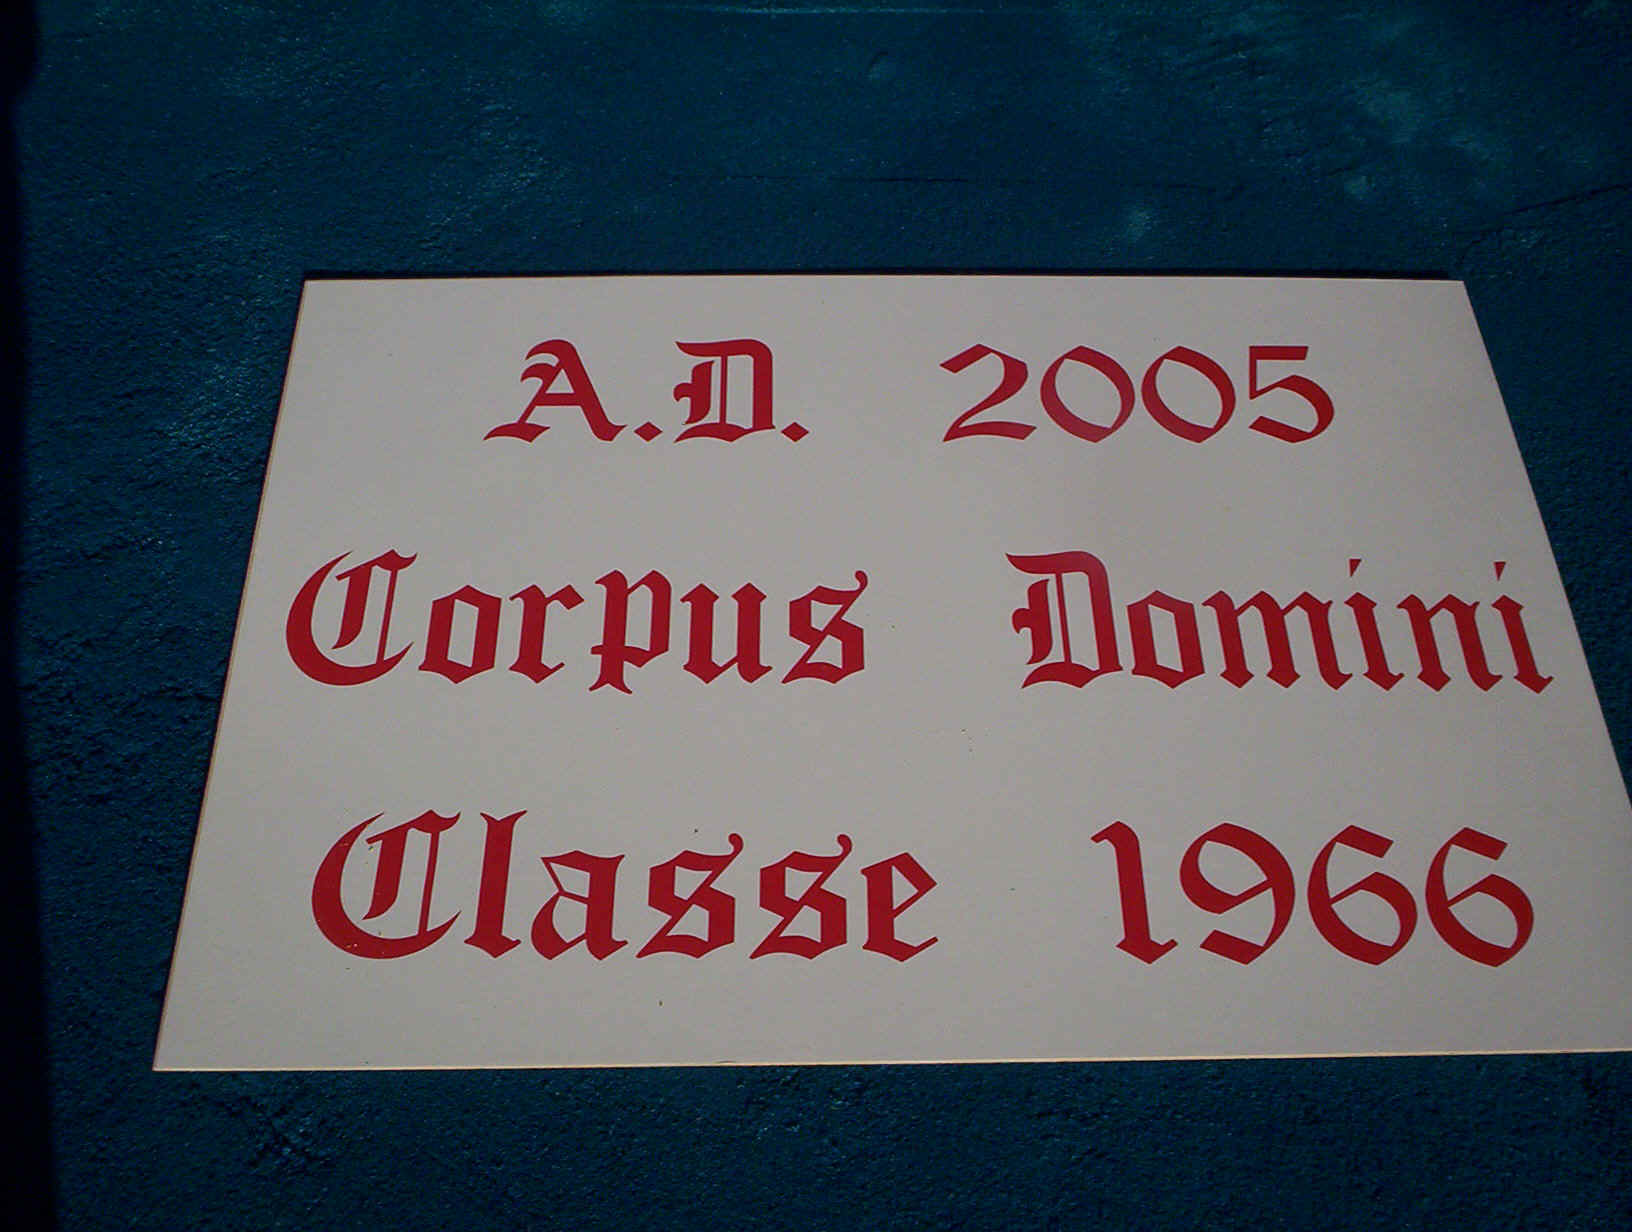 A.D. 2005
Corpus Domini
Classe 1966